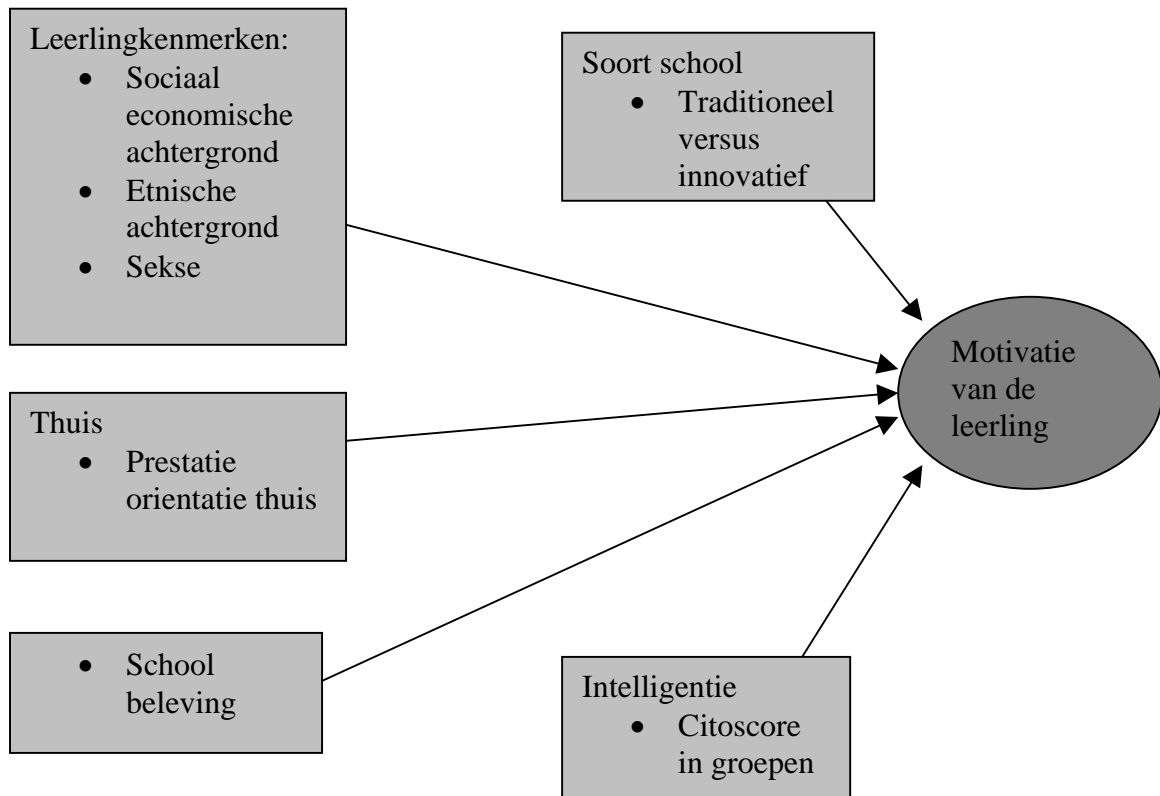 Leerlingkenmerken:
• Sociaal
economische
achtergrond
• Etnische
achtergrond
• Sekse
Soort school
• Traditioneel
versus
innovatief
Motivatie
van de
leerling
Thuis
• Prestatie
orientatie thuis
• School
beleving
Intelligentie
• Citoscore
in groepen